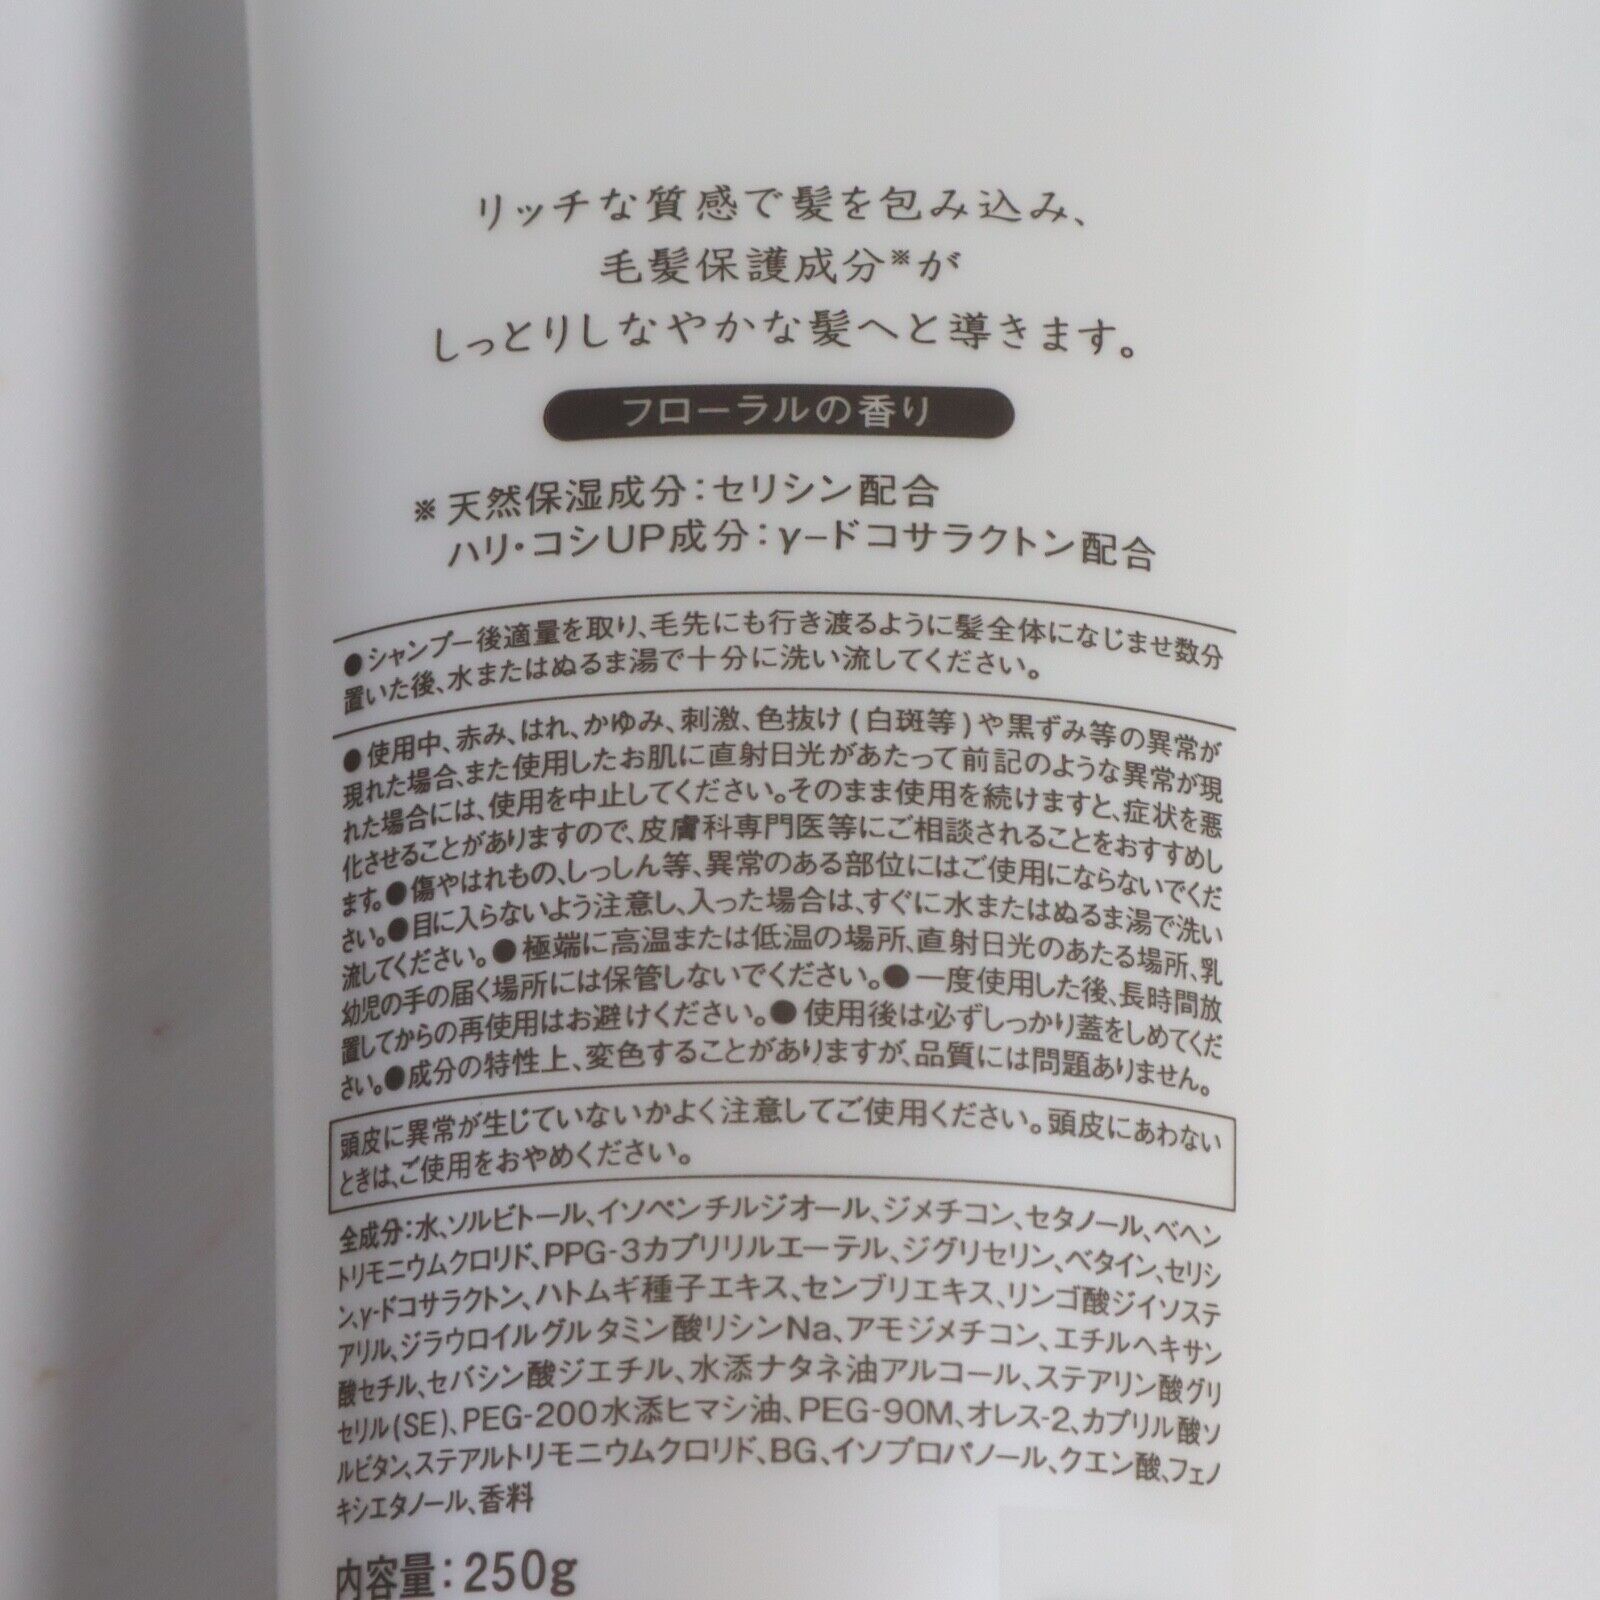 リッチな質感で髪を包み込み、
毛髪保護成分※が
しっとりしなやかな髪へと導きます。
フローラルの香り
※天然保湿成分：セリシン配合
ハリ・コシUP成分：γ−ドコサラクトン配合
●シャンプー後適量を取り、毛先にも行き渡るように髪全体になじませ数分
置いた後、水またはぬるま湯で十分に洗い流してください。
●使用中、赤み、はれ、かゆみ、刺激、色抜け(白斑等)や黒ずみ等の異常が
現れた場合、また使用したお肌に直射日光があたって前記のような異常が現
れた場合には、使用を中止してください。そのまま使用を続けますと、症状を悪
化させることがありますので、皮膚科専門医等にご相談されることをおすすめし
ます。●傷やはれもの、しっしん等、異常のある部位にはご使用にならないでくだ
さい。●目に入らないよう注意し、入った場合は、すぐに水またはぬるま湯で洗い
流してください。●極端に高温または低温の場所、直射日光のあたる場所、乳
幼児の手の届く場所には保管しないでください。●一度使用した後、長時間放
置してからの再使用はお避けください。●使用後は必ずしっかり蓋をしめてくだ
さい。●成分の特性上、変色することがありますが、品質には問題ありません。
頭皮に異常が生じていないかよく注意してご使用ください。頭皮にあわない
ときは、ご使用をおやめください。
全成分：水、ソルビトール、イソペンチルジオール、ジメチコン、セタノール、ベヘン
トリモニウムクロリド、PPG-3カプリリルエーテル、ジグリセリン、ベタイン、セリシ
ン、γ-ドコサラクトン、ハトムギ種子エキス、センブリエキス、リンゴ酸ジイソステ
アリル、ジラウロイルグルタミン酸リシンNa、アモジメチコン、エチルヘキサン
酸セチル、セバシン酸ジエチル、水添ナタネ油アルコール、ステアリン酸グリ
セリル(SE)、PEG-200水添ヒマシ油、PEG-90M、オレス-2、カプリル酸ソ
ルビタン、ステアルトリモニウムクロリド、BG、イソプロパノール、クエン酸、フェノ
キシエタノール、香料
内容量：250g